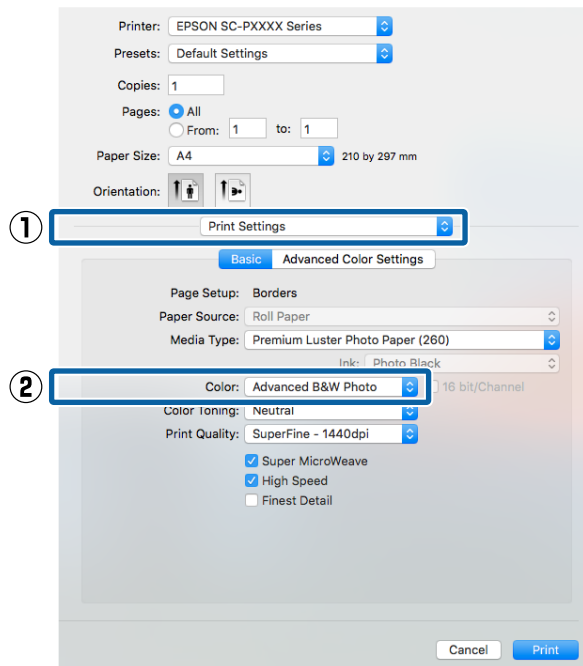 Printer: EPSON SC-PXXXX Series
Presets: Default Settings
Copies: 1
Pages: All
From: 1 to: 1
Paper Size: A4 210 by 297 mm
Orientation:
① Print Settings
Basic Advanced Color Settings
Page Setup: Borders
Paper Source: Roll Paper
Media Type: Premium Luster Photo Paper (260)
Ink: Photo Black
② Color: Advanced B&W Photo 16 bit/Channel
Color Toning: Neutral
Print Quality: SuperFine - 1440dpi
Super MicroWeave
High Speed
Finest Detail
Cancel Print